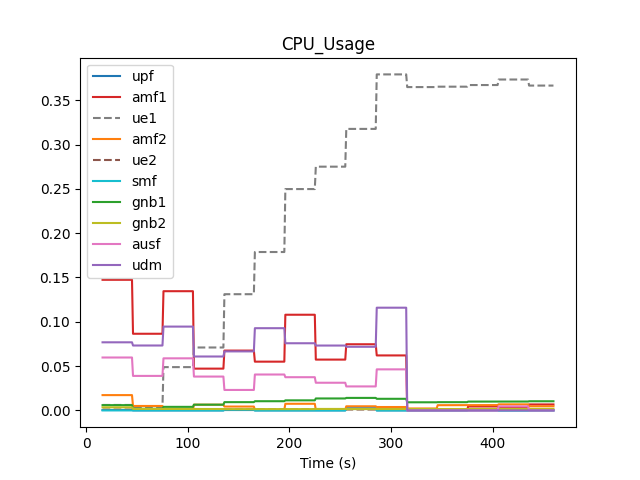 CPU_Usage
upf
amf1
ue1
amf2
ue2
smf
gnb1
gnb2
ausf
udm
0.35
0.30
0.25
0.20
0.15
0.10
0.05
0.00
0 100 200 300 400
Time (s)